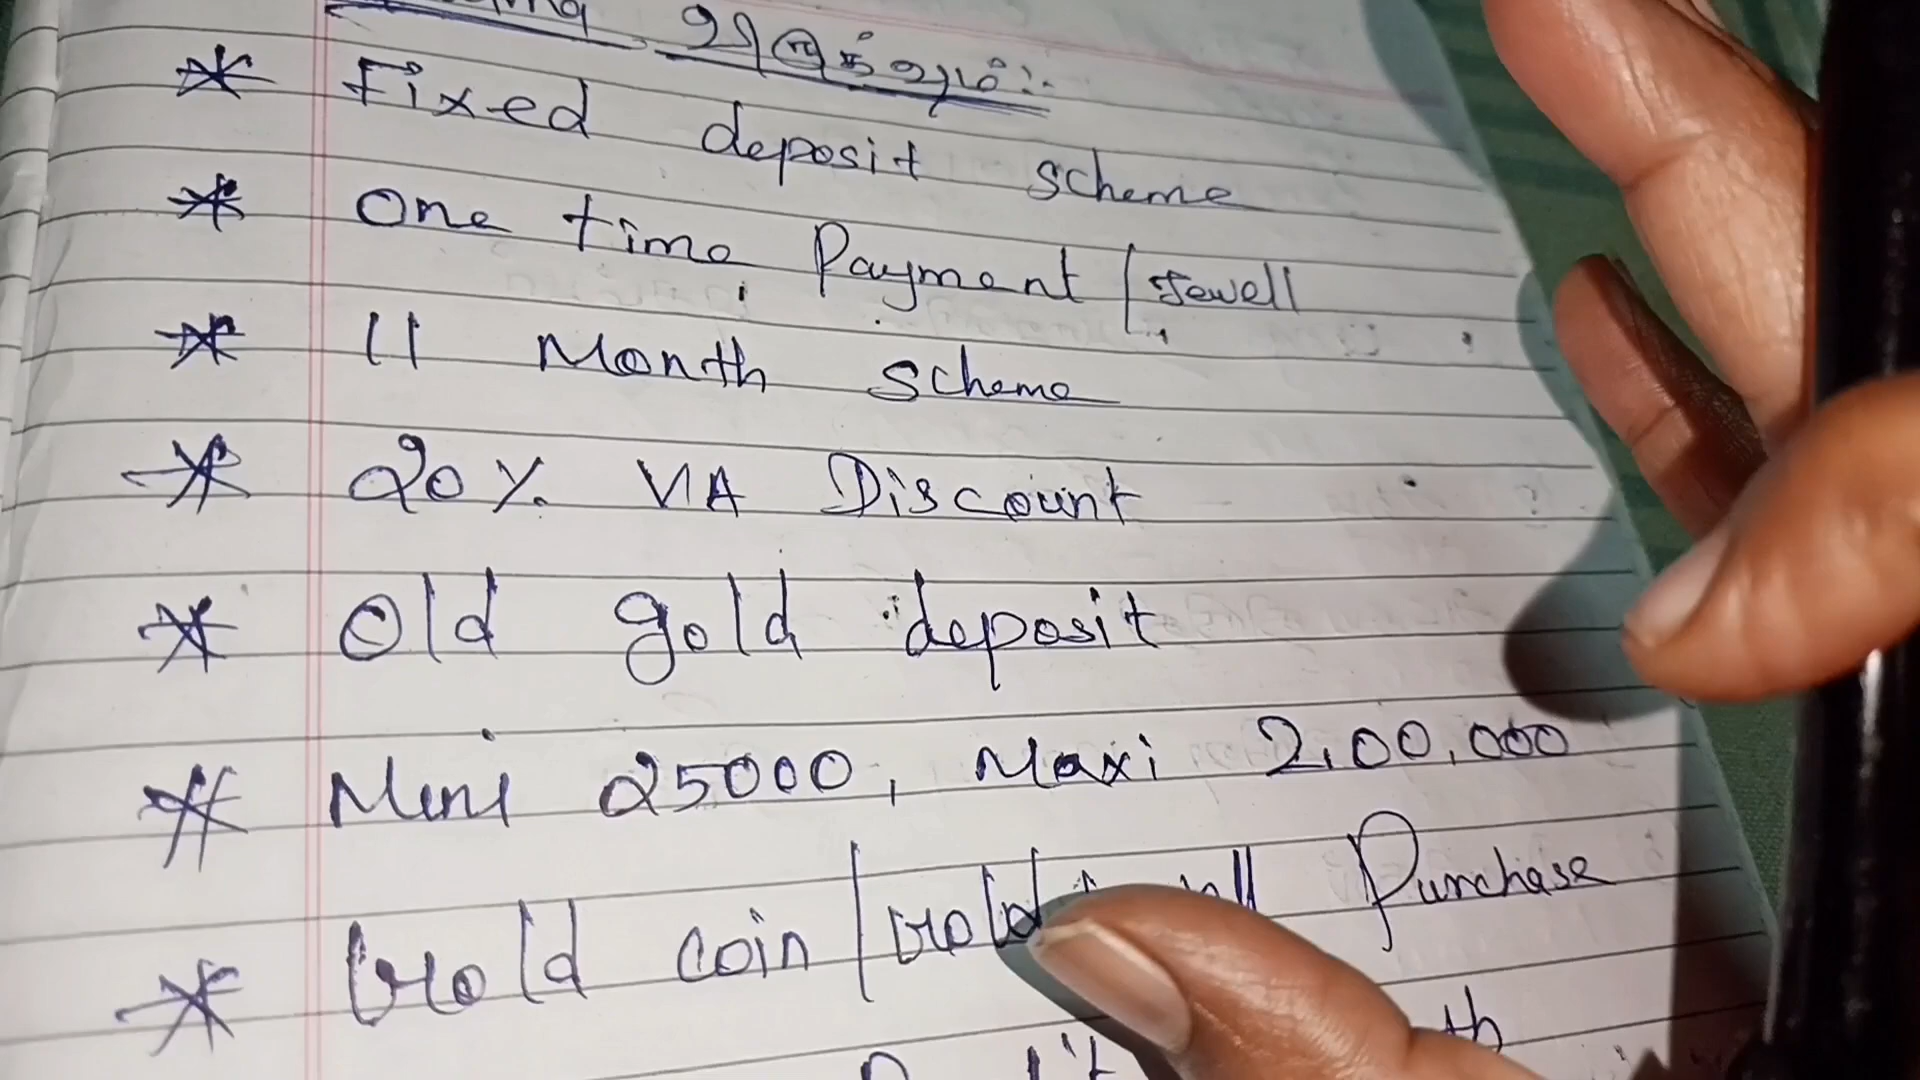 * Fixed deposit scheme
* One time Payment / Jewell
* 11 Month Scheme
* 20% VA Discount
* Old gold deposit
* Mini 25000, Maxi 2,00,000
* Gold coin / Gold Purchase